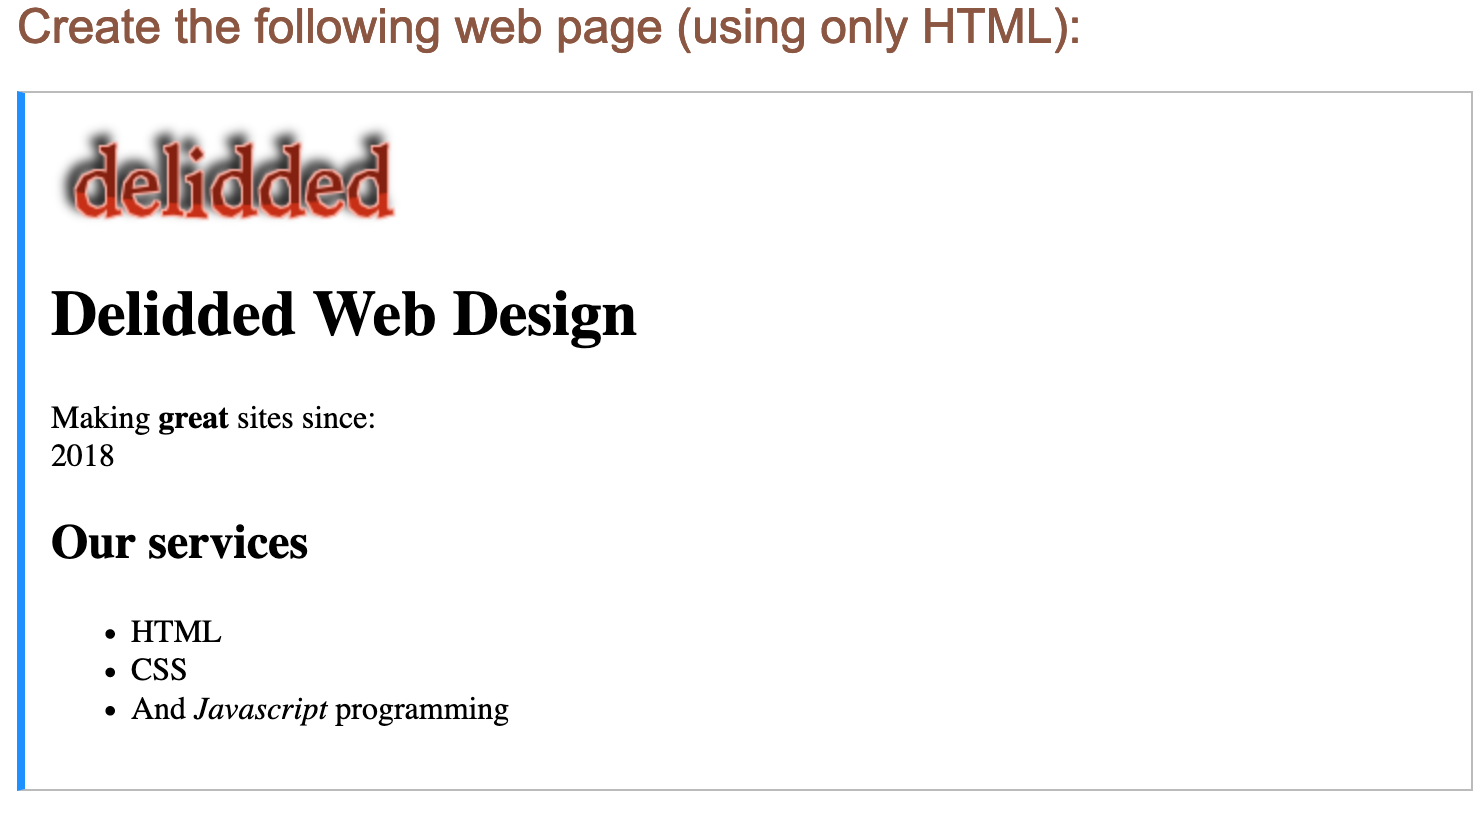 Create the following web page (using only HTML):
delidded
Delidded Web Design
Making great sites since:
2018
Our services
• HTML
• CSS
• And Javascript programming